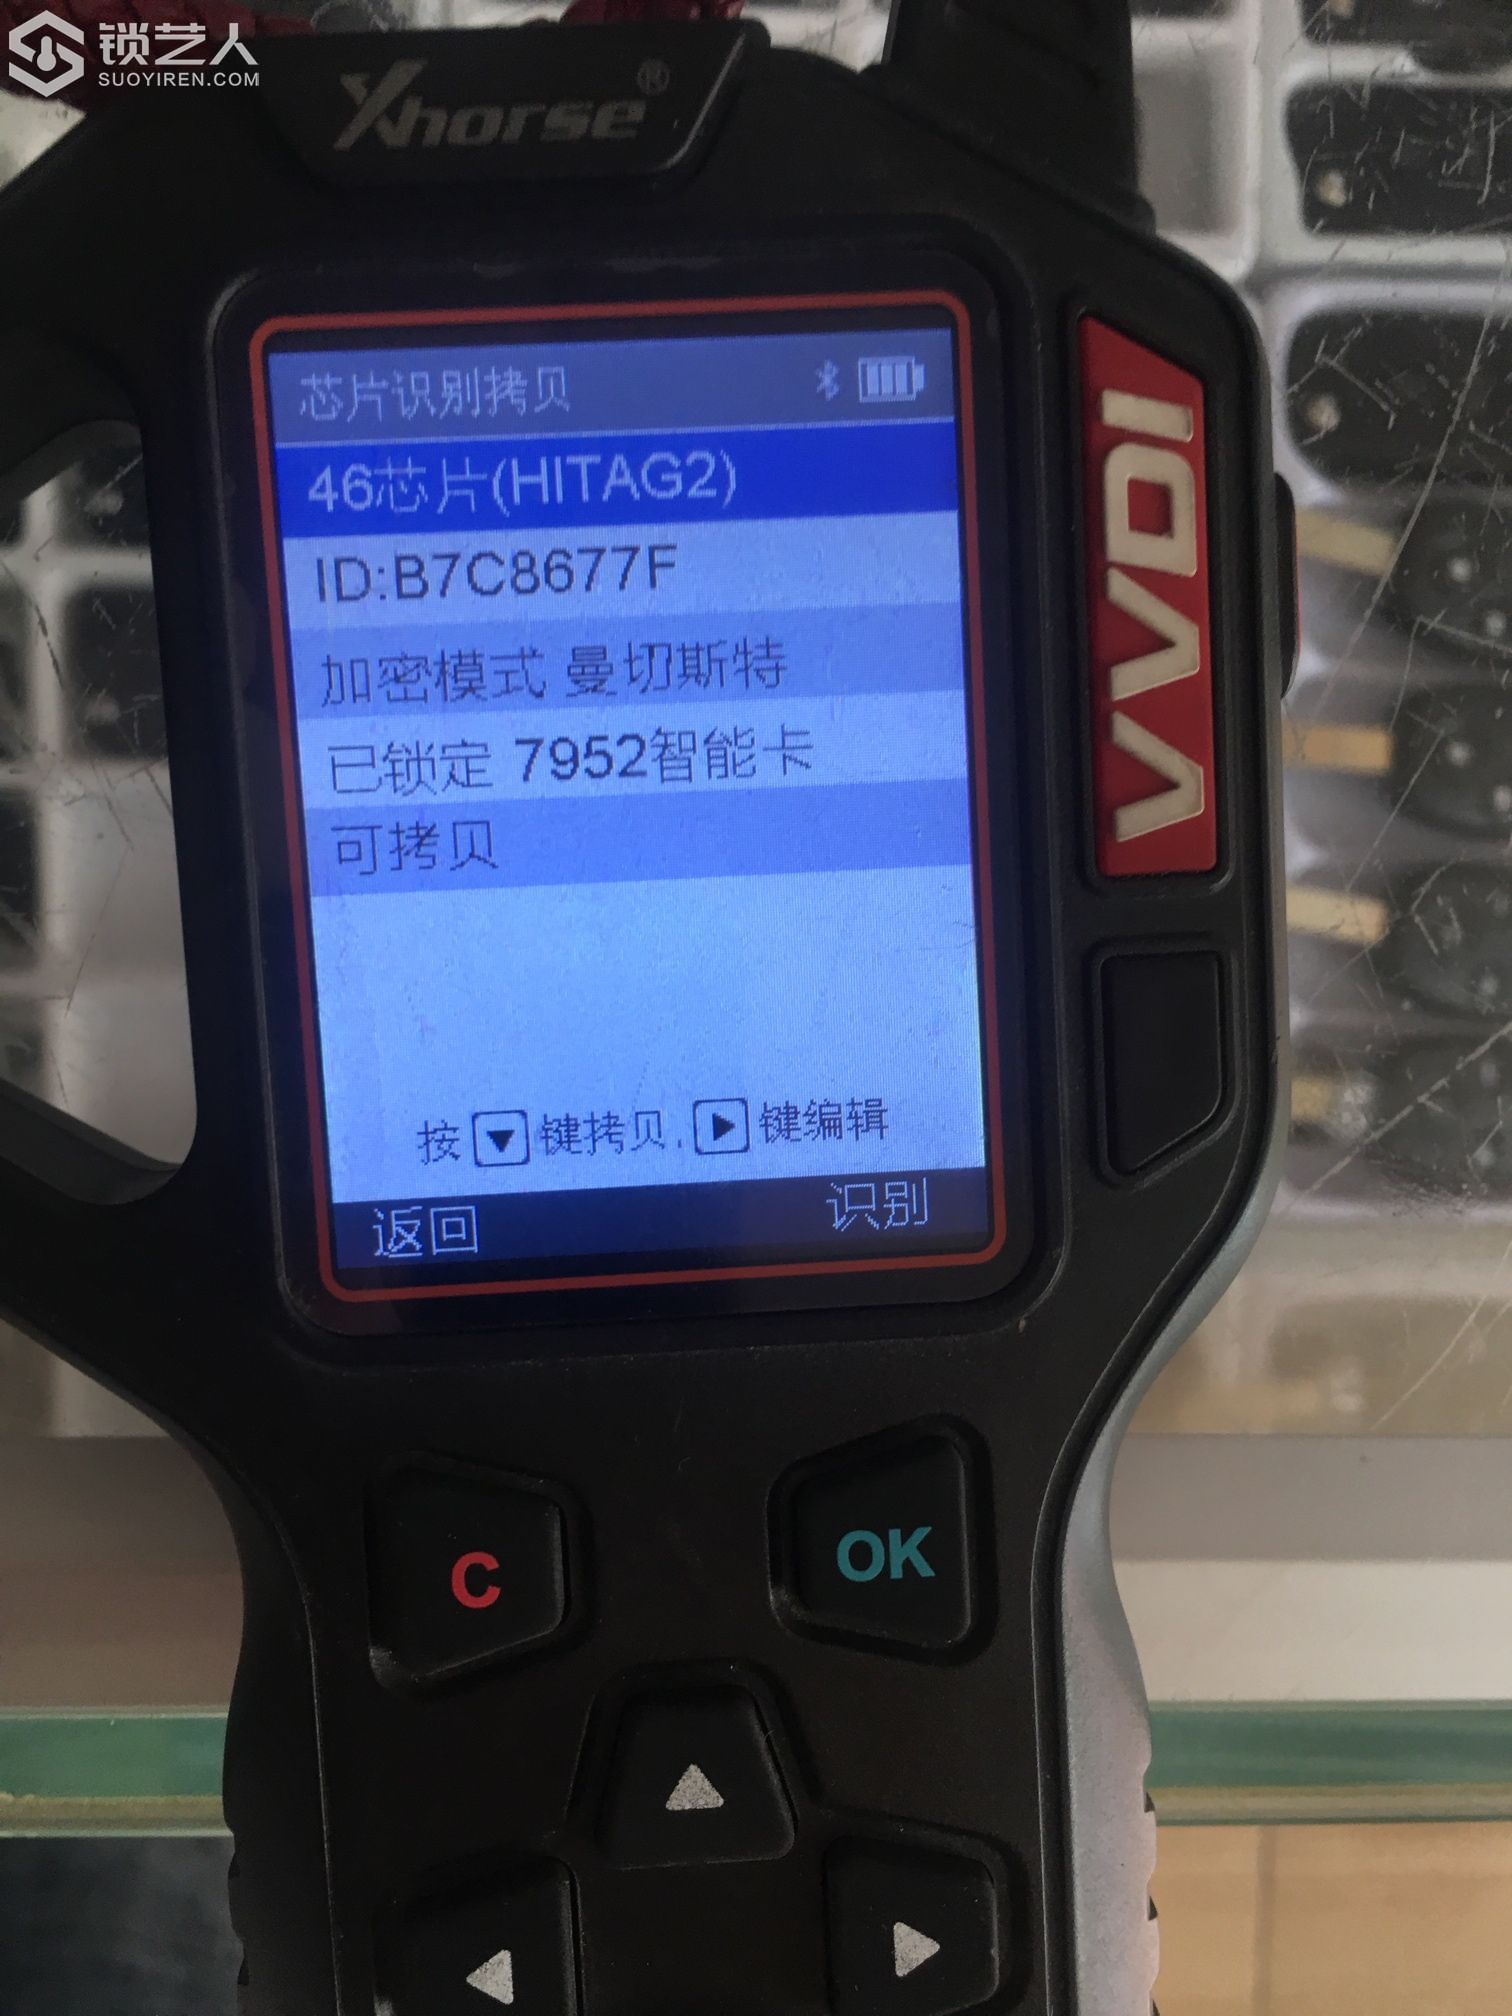 锁艺人
SUOYIREN.COM
Xhorse®
芯片识别拷贝
46芯片(HITAG2)
ID:B7C8677F
加密模式 曼切斯特
已锁定 7952智能卡
可拷贝
按▼键拷贝,▶键编辑
返回 识别
VVDI
C OK